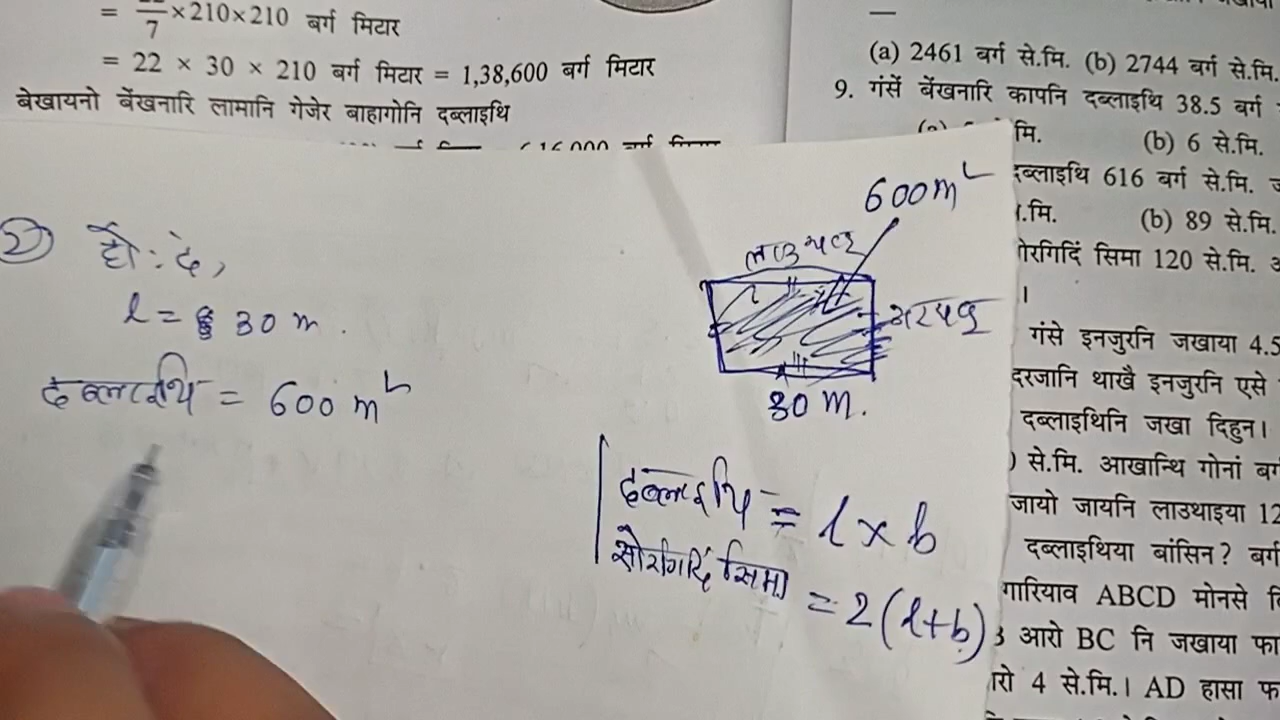 = 22/7 ×210×210 बर्ग मिटार
= 22 × 30 × 210 बर्ग मिटार = 1,38,600 बर्ग मिटार
बेखायनो बेंखनारि लामानि गेजेर बाहागोनि दब्लाइथि
(a) 2461 बर्ग से.मि. (b) 2744 बर्ग से.मि.
9. गंसें बेंखनारि कापनि दब्लाइथि 38.5 बर्ग
मि. (b) 6 से.मि.
दब्लाइथि 616 बर्ग से.मि.
.मि. (b) 89 से.मि.
ोरगिदिं सिमा 120 से.मि.
।
गंसे इनजुरनि जखाया 4.5
दरजानि थाखै इनजुरनि एसे
दब्लाइथिनि जखा दिहुन।
) से.मि. आखान्थि गोनां बर्ग
जायो जायनि लाउथाइया 12
दब्लाइथिया बांसिन? बर्ग
गारियाव ABCD मोनसे
3 आरो BC नि जखाया फा
रो 4 से.मि.। AD हासा फ
2) हौ:दे,
l = 30 m.
दब्लाइथि = 600 m²
600 m²
30 m.
दब्लाइथि = l × b
सोरगिदिं सिमा = 2(l+b)